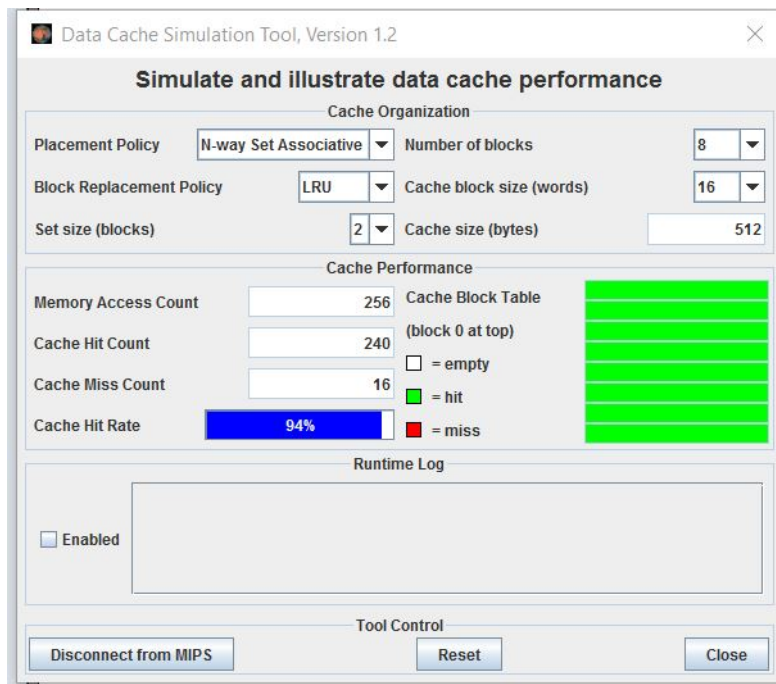 Data Cache Simulation Tool, Version 1.2
Simulate and illustrate data cache performance
Cache Organization
Placement Policy N-way Set Associative Number of blocks 8
Block Replacement Policy LRU Cache block size (words) 16
Set size (blocks) 2 Cache size (bytes) 512
Cache Performance
Memory Access Count 256 Cache Block Table
(block 0 at top)
Cache Hit Count 240
= empty
Cache Miss Count 16
= hit
Cache Hit Rate 94%
= miss
Runtime Log
Enabled
Tool Control
Disconnect from MIPS Reset Close